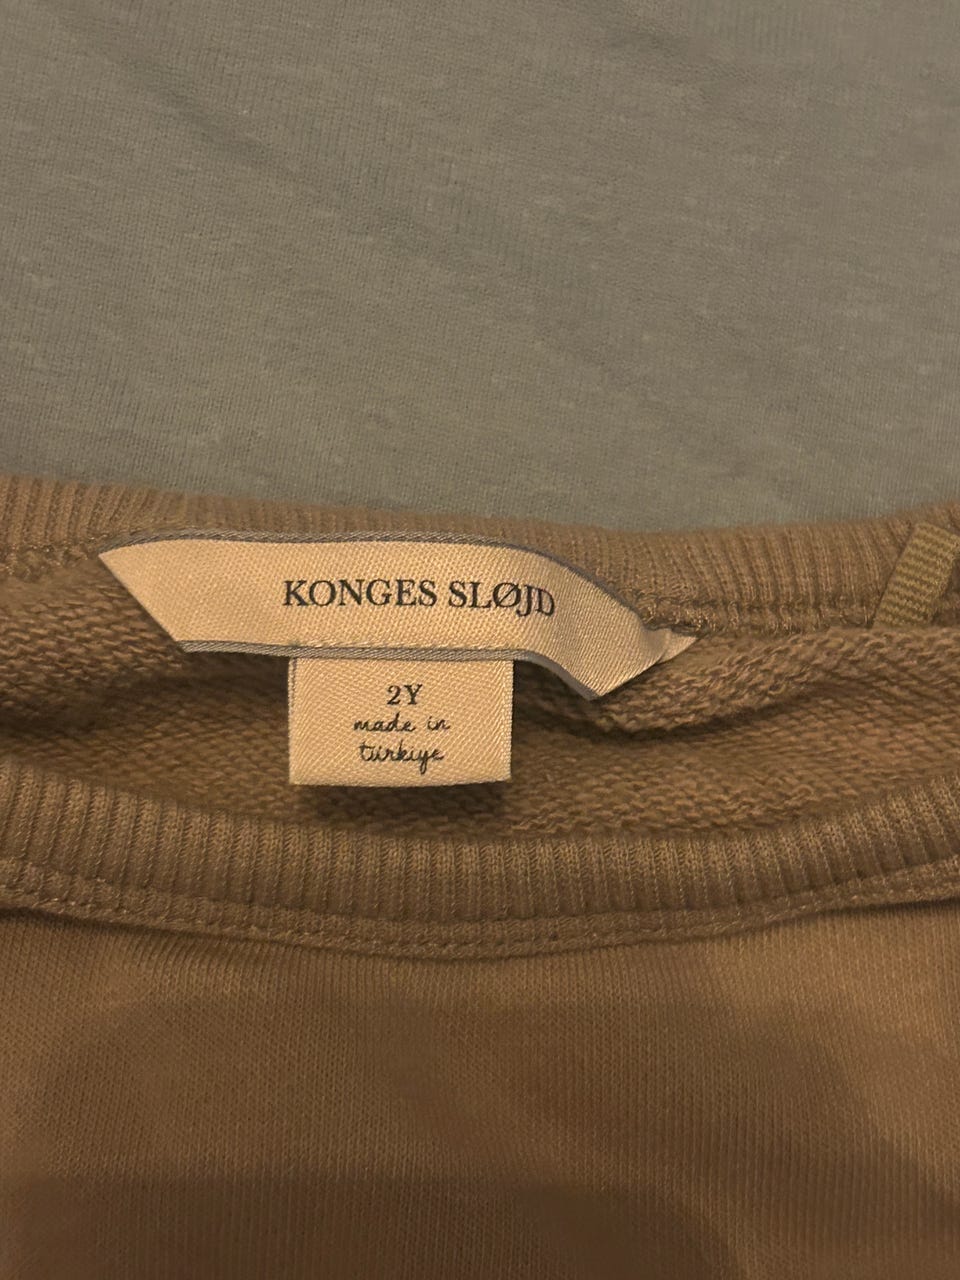 KONGES SLØJD
2Y
made in
türkiye